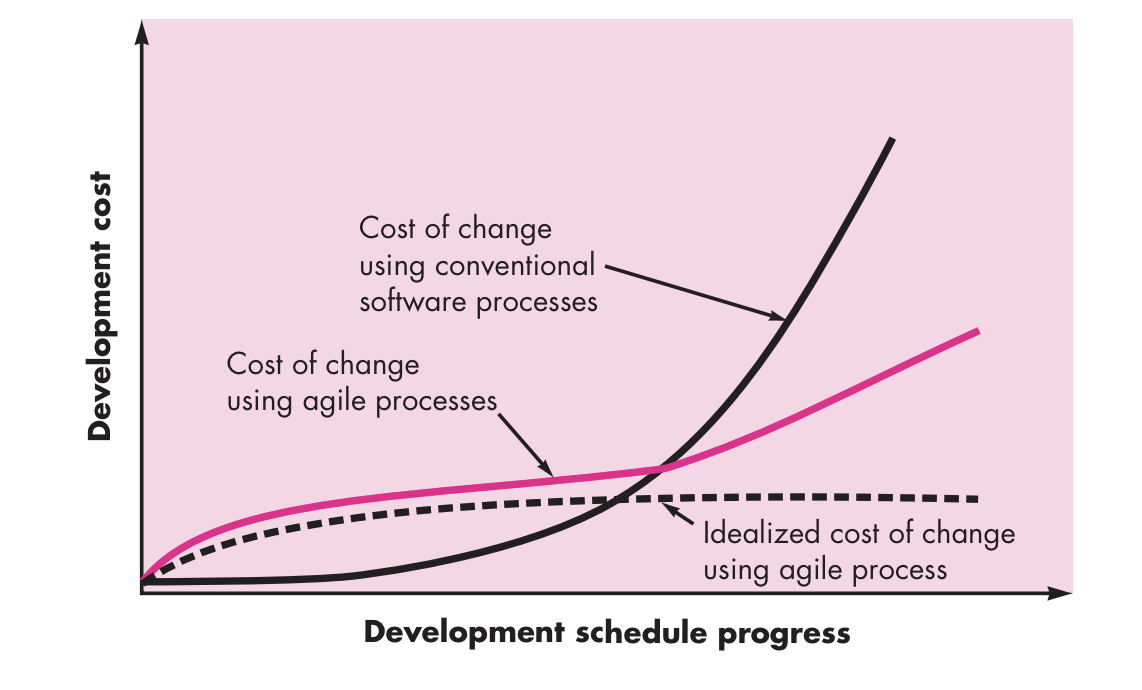 Development cost
Cost of change
using conventional
software processes
Cost of change
using agile processes
Idealized cost of change
using agile process
Development schedule progress